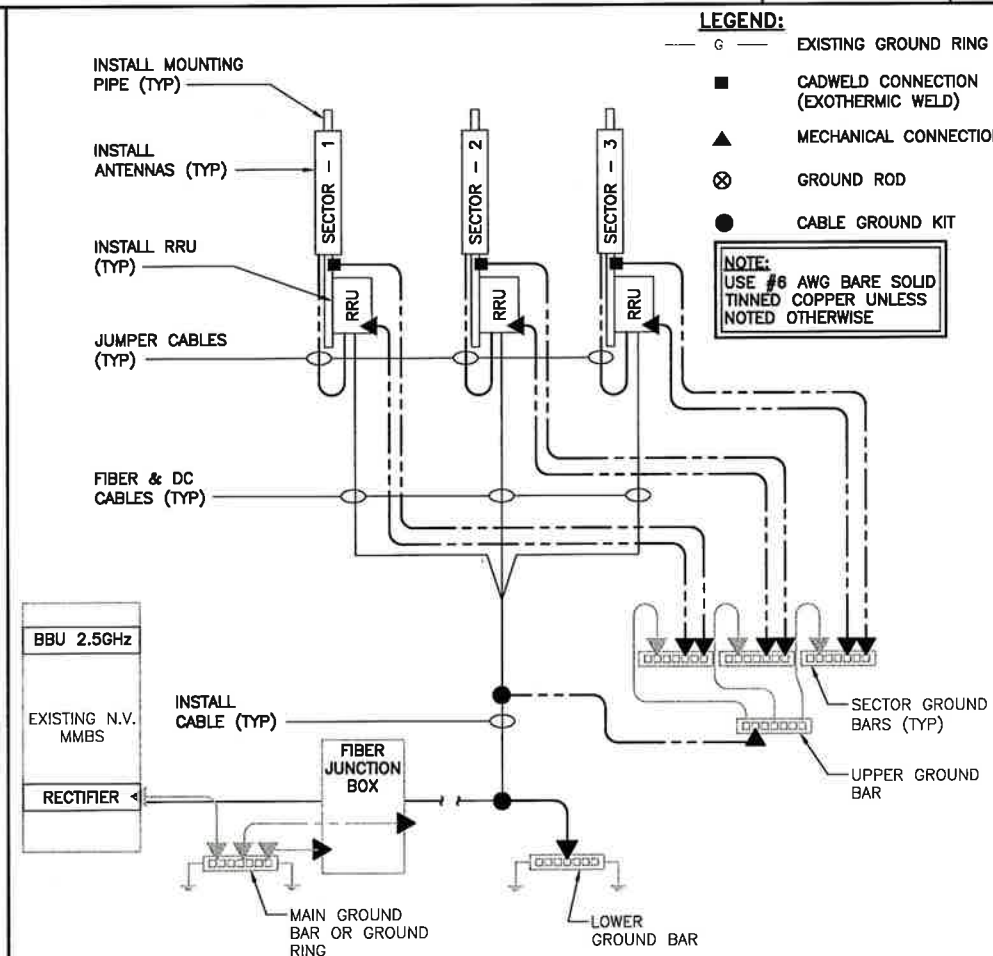 LEGEND:
G EXISTING GROUND RING
CADWELD CONNECTION
(EXOTHERMIC WELD)
MECHANICAL CONNECTION
GROUND ROD
CABLE GROUND KIT
NOTE:
USE #6 AWG BARE SOLID
TINNED COPPER UNLESS
NOTED OTHERWISE
INSTALL MOUNTING
PIPE (TYP)
INSTALL
ANTENNAS (TYP)
INSTALL RRU
(TYP)
JUMPER CABLES
(TYP)
FIBER & DC
CABLES (TYP)
SECTOR - 1
SECTOR - 2
SECTOR - 3
RRU
RRU
RRU
BBU 2.5GHz
EXISTING N.V.
MMBS
RECTIFIER
INSTALL
CABLE (TYP)
FIBER
JUNCTION
BOX
SECTOR GROUND
BARS (TYP)
UPPER GROUND
BAR
MAIN GROUND
BAR OR GROUND
RING
LOWER
GROUND BAR